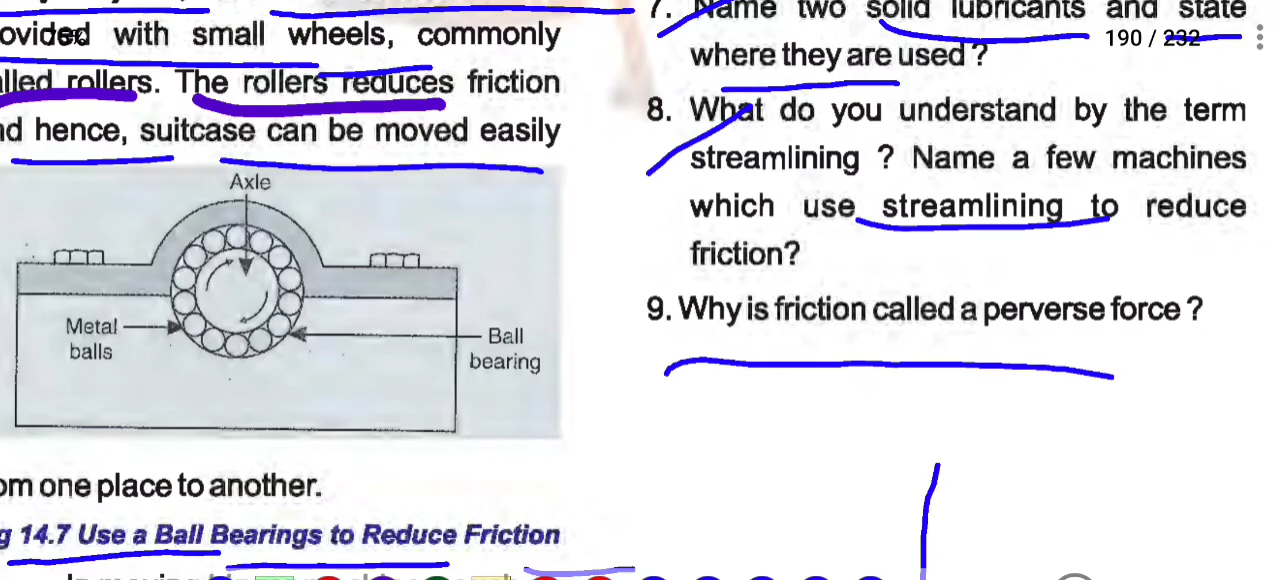 ovided with small wheels, commonly
alled rollers. The rollers reduces friction
nd hence, suitcase can be moved easily
Axle
Metal
balls
Ball
bearing
om one place to another.
g 14.7 Use a Ball Bearings to Reduce Friction
7. Name two solid lubricants and state
190 / 232
where they are used ?
8. What do you understand by the term
streamlining ? Name a few machines
which use streamlining to reduce
friction?
9. Why is friction called a perverse force ?